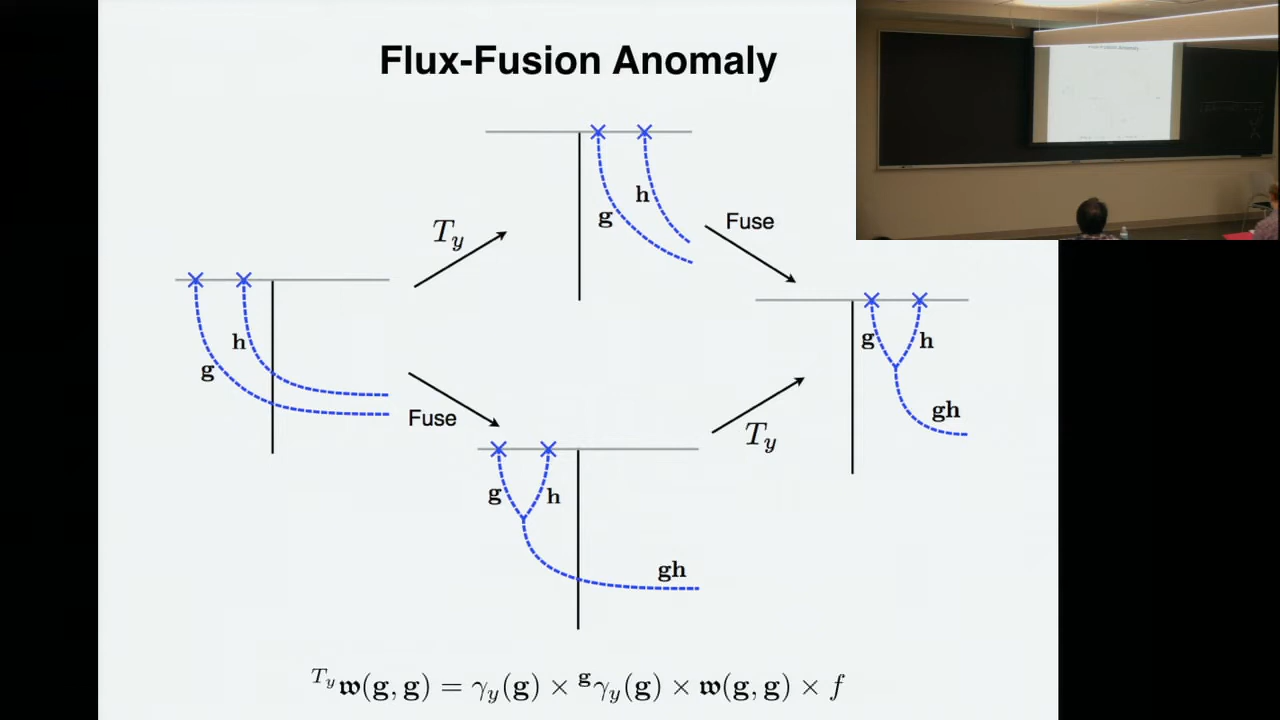 Flux-Fusion Anomaly
h
g
T_y
Fuse
h
g
Fuse
g
h
gh
T_y
g
h
gh
^{T_y}𝔴(g, g) = γ_y(g) × ^gγ_y(g) × 𝔴(g, g) × f